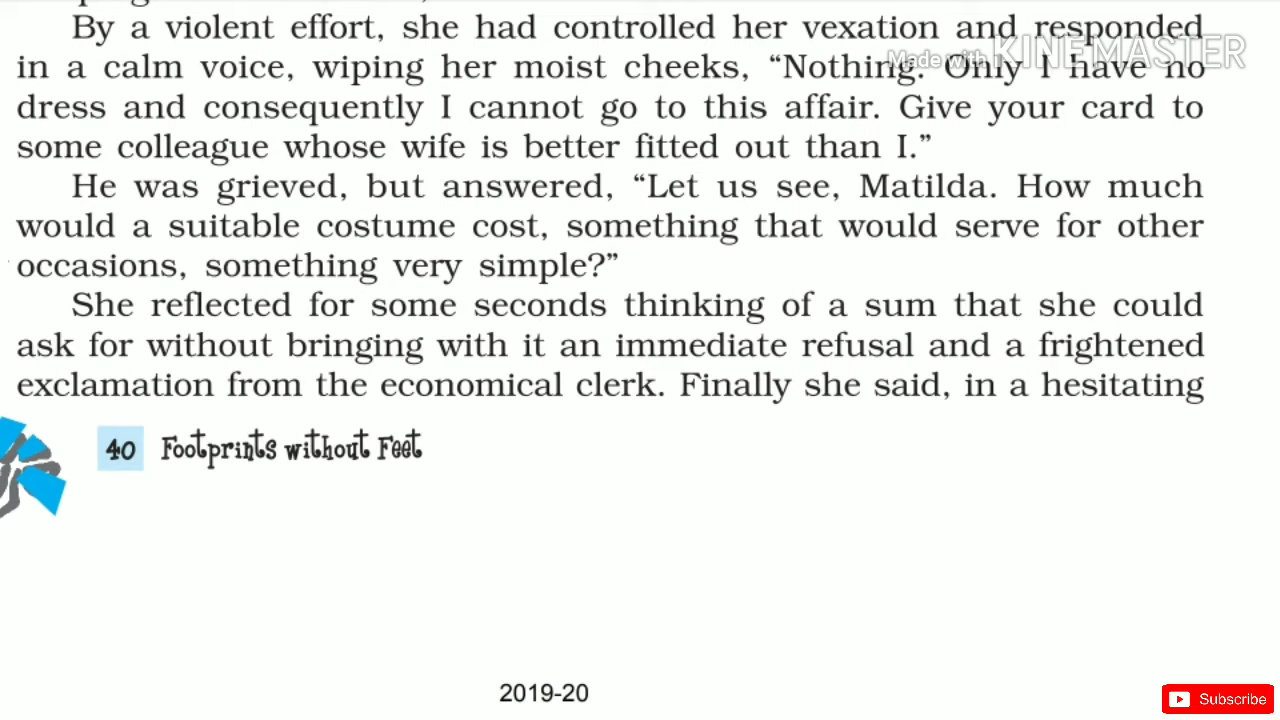 By a violent effort, she had controlled her vexation and responded
in a calm voice, wiping her moist cheeks, “Nothing. Only I have no
dress and consequently I cannot go to this affair. Give your card to
some colleague whose wife is better fitted out than I.”
He was grieved, but answered, “Let us see, Matilda. How much
would a suitable costume cost, something that would serve for other
occasions, something very simple?”
She reflected for some seconds thinking of a sum that she could
ask for without bringing with it an immediate refusal and a frightened
exclamation from the economical clerk. Finally she said, in a hesitating
40 Footprints without Feet
2019-20
Made with KINEMASTER
Subscribe